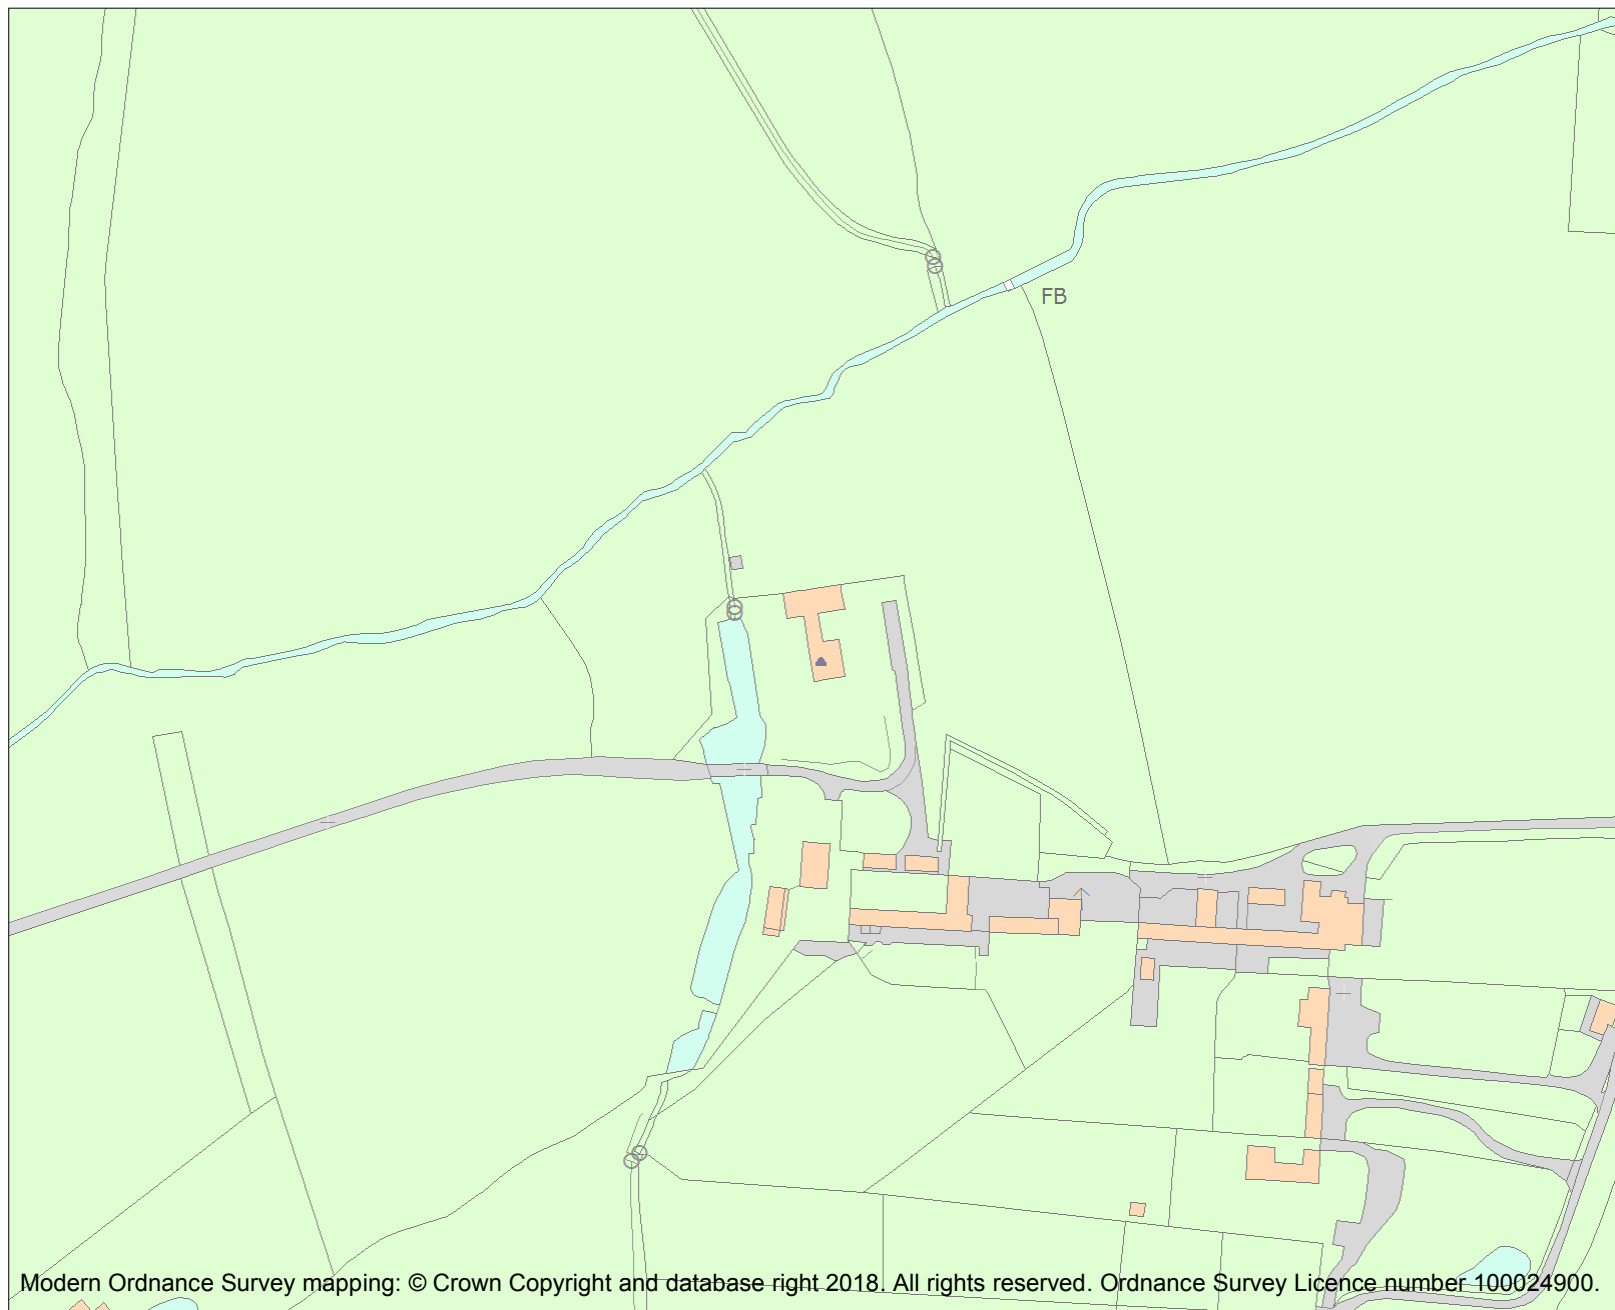 FB
Modern Ordnance Survey mapping: © Crown Copyright and database right 2018. All rights reserved. Ordnance Survey Licence number 100024900.